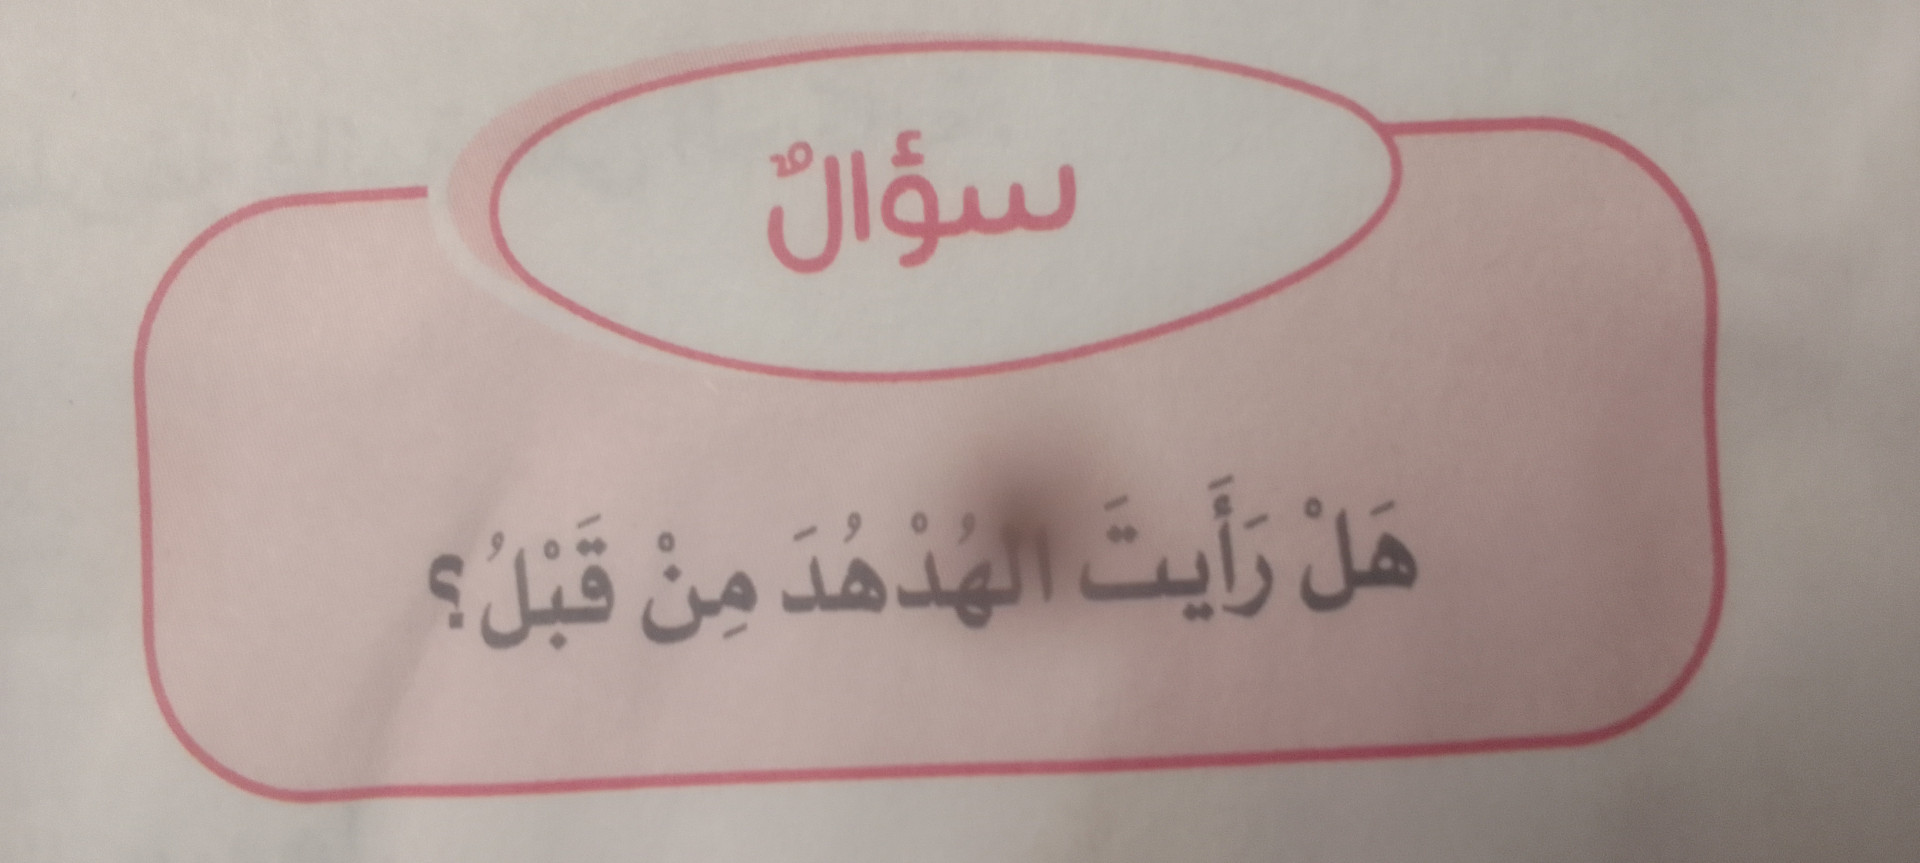 سؤالٌ
هَلْ رَأَيتَ الهُدْهُدَ مِنْ قَبْلُ؟